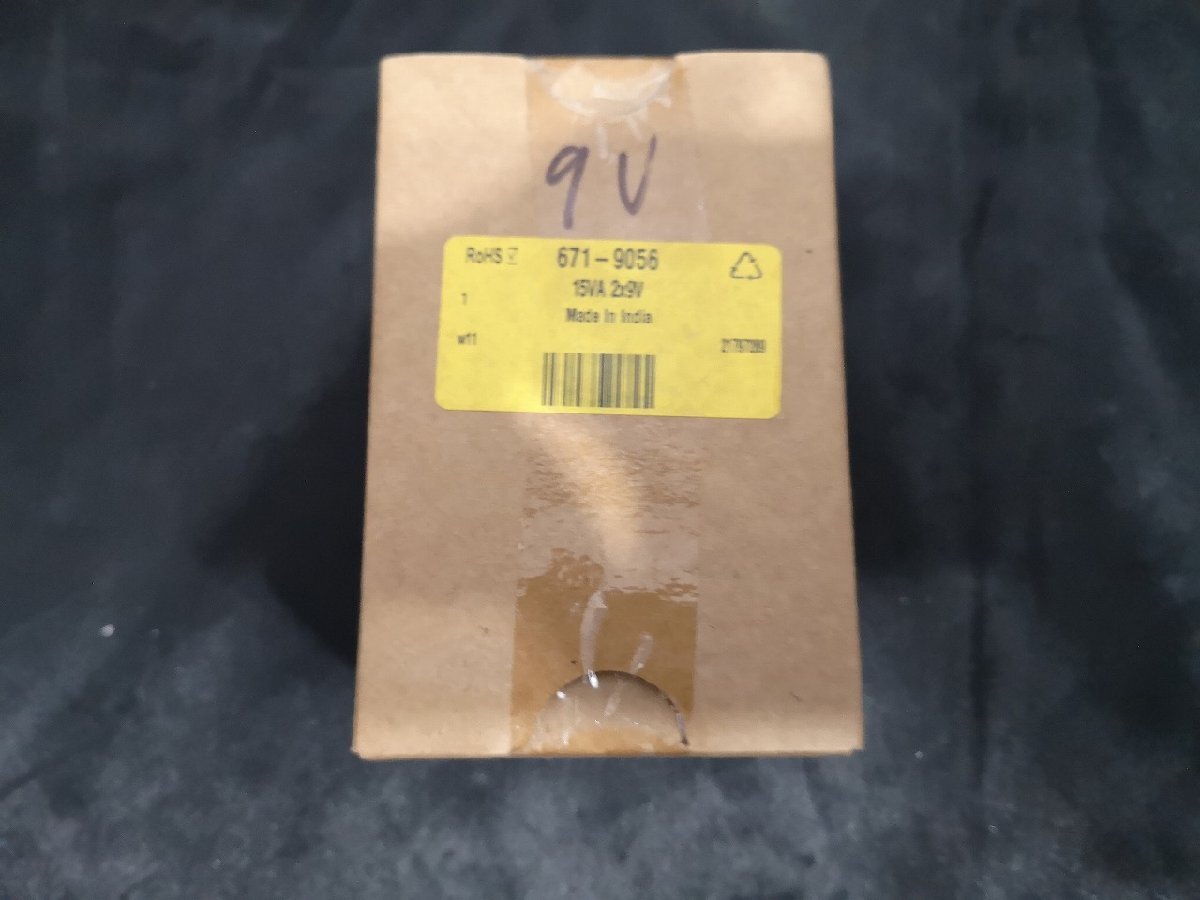 9V
RoHS 671-9056
15VA 2x9V
1
Made In India
w11